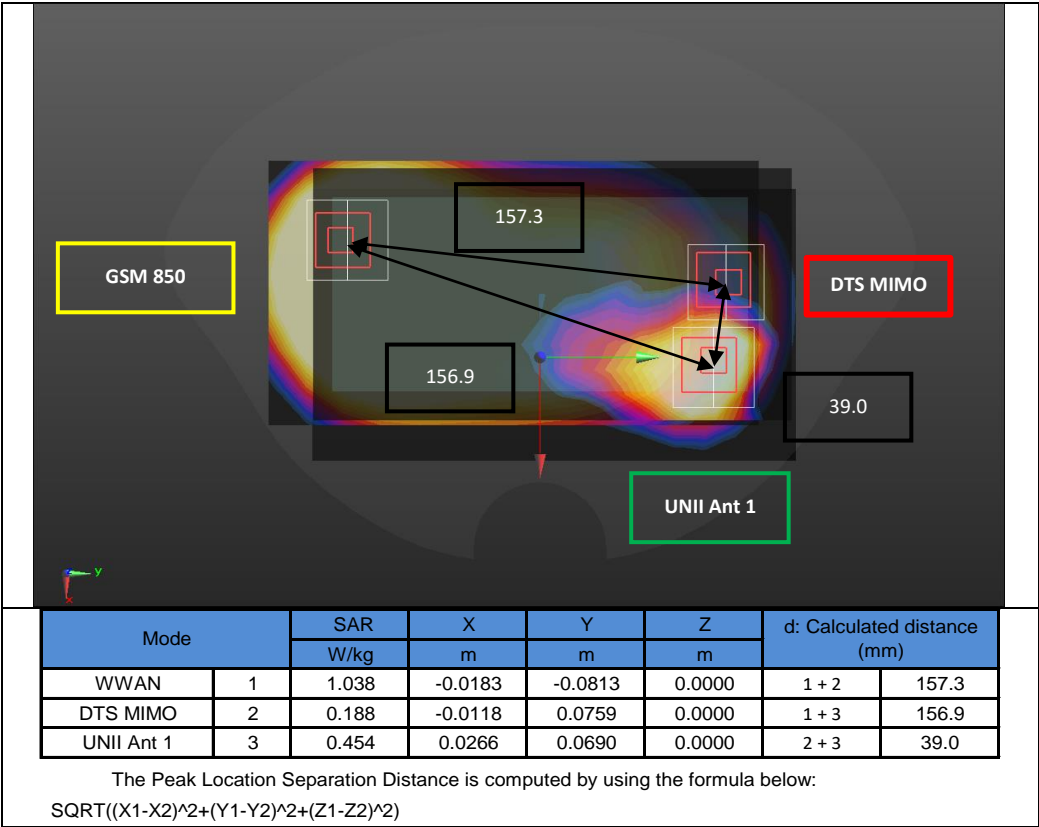 157.3
GSM 850
DTS MIMO
156.9
39.0
UNII Ant 1
y
x
Mode SAR X Y Z d: Calculated distance (mm)
W/kg m m m
WWAN 1 1.038 -0.0183 -0.0813 0.0000 1 + 2 157.3
DTS MIMO 2 0.188 -0.0118 0.0759 0.0000 1 + 3 156.9
UNII Ant 1 3 0.454 0.0266 0.0690 0.0000 2 + 3 39.0
The Peak Location Separation Distance is computed by using the formula below:
SQRT((X1-X2)^2+(Y1-Y2)^2+(Z1-Z2)^2)